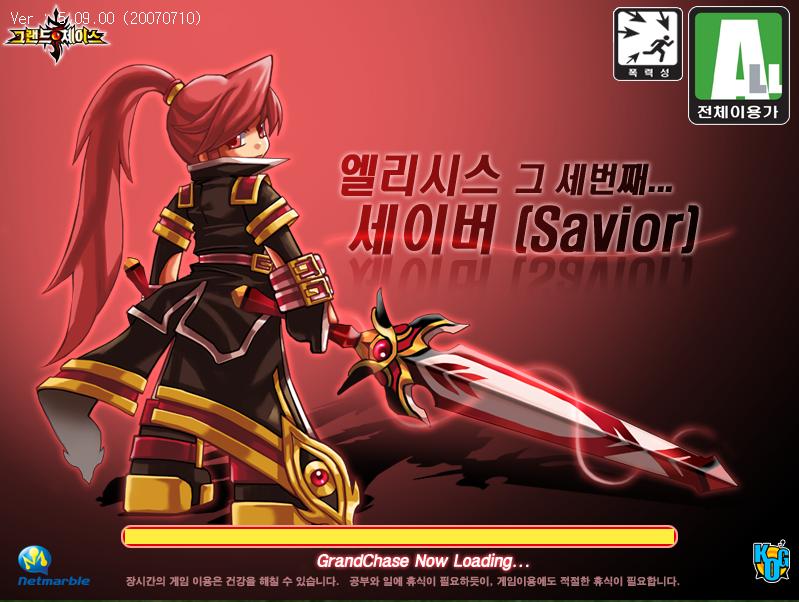 Ver 15.09.00 (20070710)
그랜드체이스
폭력성
ALL
전체이용가
엘리시스 그 세번째...
세이버 (Savior)
GrandChase Now Loading...
Netmarble
장시간의 게임 이용은 건강을 해칠 수 있습니다. 공부와 일에 휴식이 필요하듯이, 게임이용에도 적절한 휴식이 필요합니다.
KOG